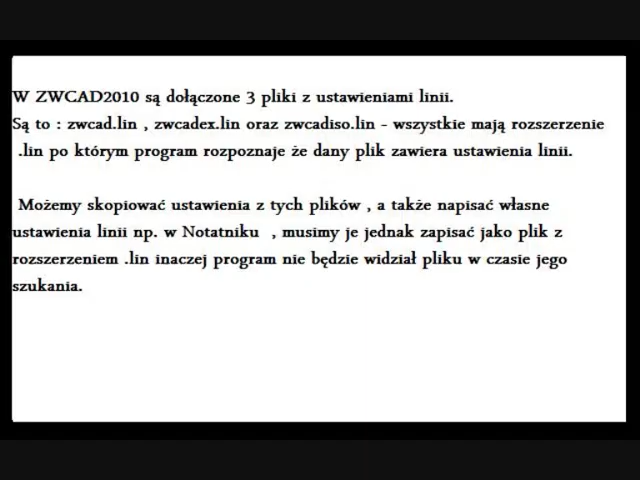 W ZWCAD2010 są dołączone 3 pliki z ustawieniami linii.
Są to : zwcad.lin , zwcadex.lin oraz zwcadiso.lin - wszystkie mają rozszerzenie
.lin po którym program rozpoznaje że dany plik zawiera ustawienia linii.
Możemy skopiować ustawienia z tych plików , a także napisać własne
ustawienia linii np. w Notatniku , musimy je jednak zapisać jako plik z
rozszerzeniem .lin inaczej program nie będzie widział pliku w czasie jego
szukania.